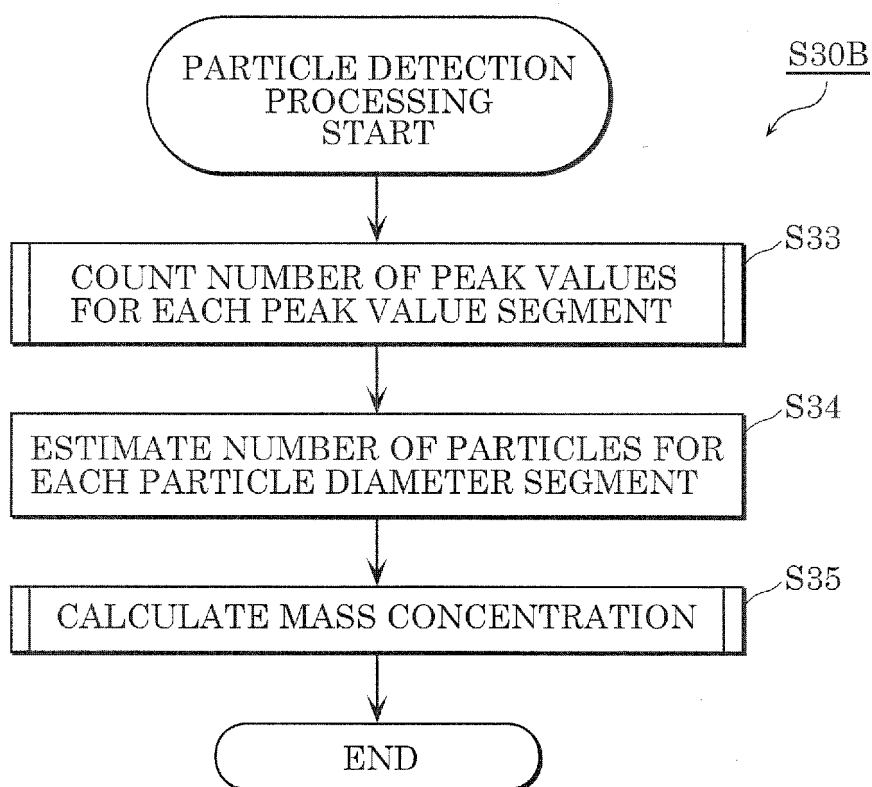 PARTICLE DETECTION
PROCESSING
START
S30B
S33
COUNT NUMBER OF PEAK VALUES
FOR EACH PEAK VALUE SEGMENT
S34
ESTIMATE NUMBER OF PARTICLES FOR
EACH PARTICLE DIAMETER SEGMENT
S35
CALCULATE MASS CONCENTRATION
END